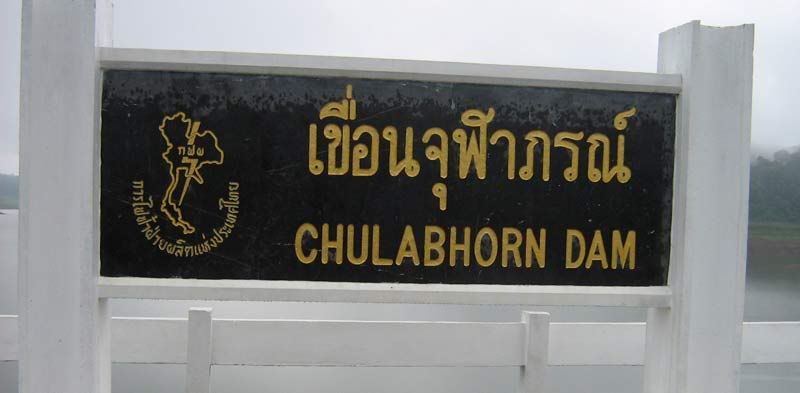 กฟผ
การไฟฟ้าฝ่ายผลิตแห่งประเทศไทย
เขื่อนจุฬาภรณ์
CHULABHORN DAM